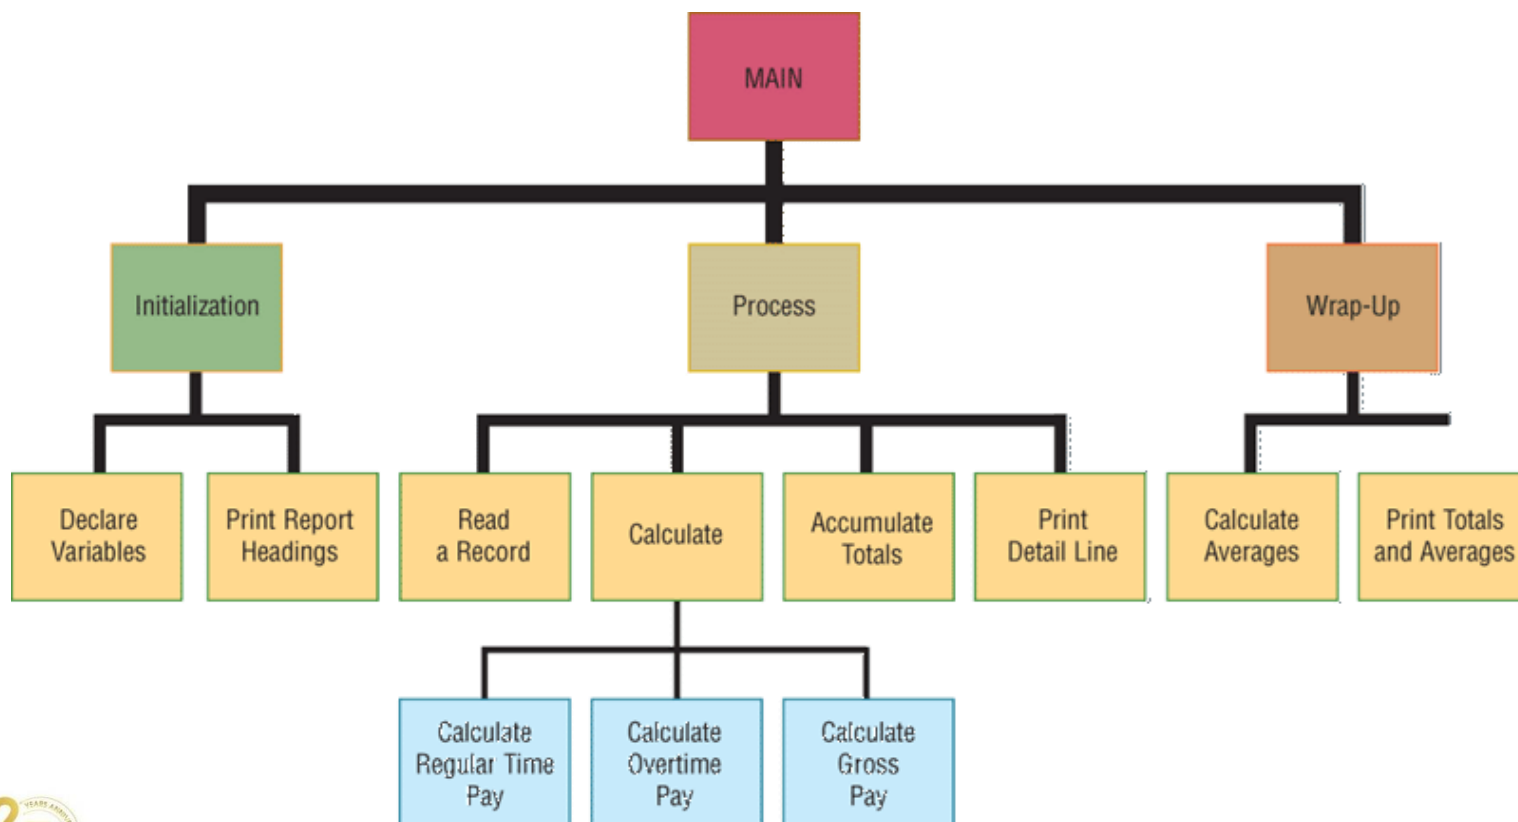 MAIN
Initialization
Process
Wrap-Up
Declare
Variables
Print Report
Headings
Read
a Record
Calculate
Accumulate
Totals
Print
Detail Line
Calculate
Averages
Print Totals
and Averages
Calculate
Regular Time
Pay
Calculate
Overtime
Pay
Calculate
Gross
Pay